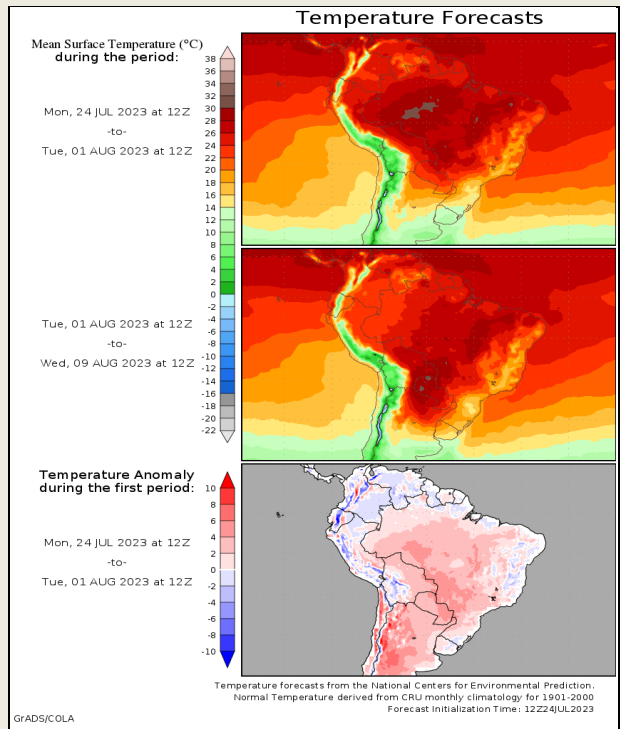 Temperature Forecasts
Mean Surface Temperature (°C)
during the period:
38
36
34
32
30
28
26
24
22
20
18
16
14
12
10
8
6
4
2
0
-2
-4
-6
-8
-10
-12
-14
-16
-18
-20
-22
Mon, 24 JUL 2023 at 12Z
-to-
Tue, 01 AUG 2023 at 12Z
Tue, 01 AUG 2023 at 12Z
-to-
Wed, 09 AUG 2023 at 12Z
Temperature Anomaly
during the first period:
10
8
6
4
2
0
-2
-4
-6
-8
-10
Mon, 24 JUL 2023 at 12Z
-to-
Tue, 01 AUG 2023 at 12Z
Temperature forecasts from the National Centers for Environmental Prediction.
Normal Temperature derived from CRU monthly climatology for 1901-2000
Forecast Initialization Time: 12Z24JUL2023
GrADS/COLA